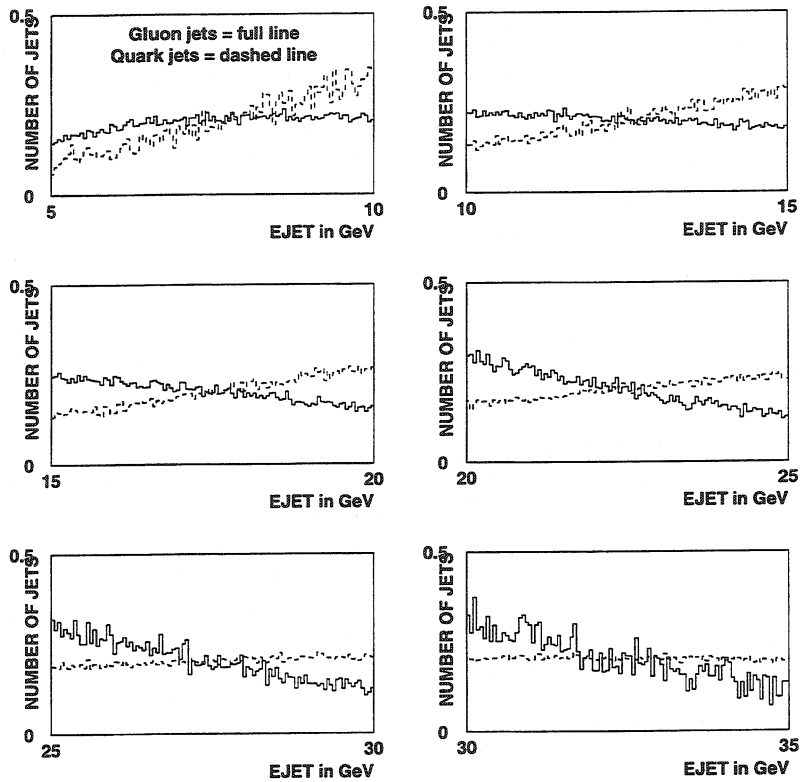 0.5
NUMBER OF JETS
Gluon jets = full line
Quark jets = dashed line
0
5
10
EJET in GeV
0.5
NUMBER OF JETS
0
10
15
EJET in GeV
0.5
NUMBER OF JETS
0
15
20
EJET in GeV
0.5
NUMBER OF JETS
0
20
25
EJET in GeV
0.5
NUMBER OF JETS
0
25
30
EJET in GeV
0.5
NUMBER OF JETS
0
30
35
EJET in GeV